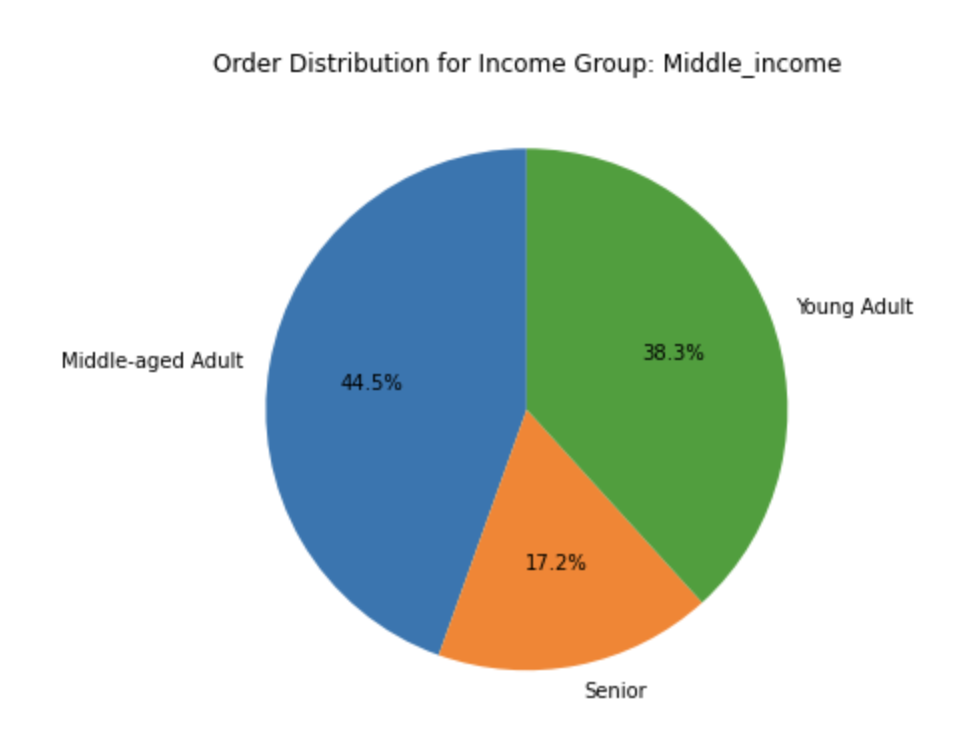 Order Distribution for Income Group: Middle_income
Young Adult
38.3%
Middle-aged Adult
44.5%
17.2%
Senior